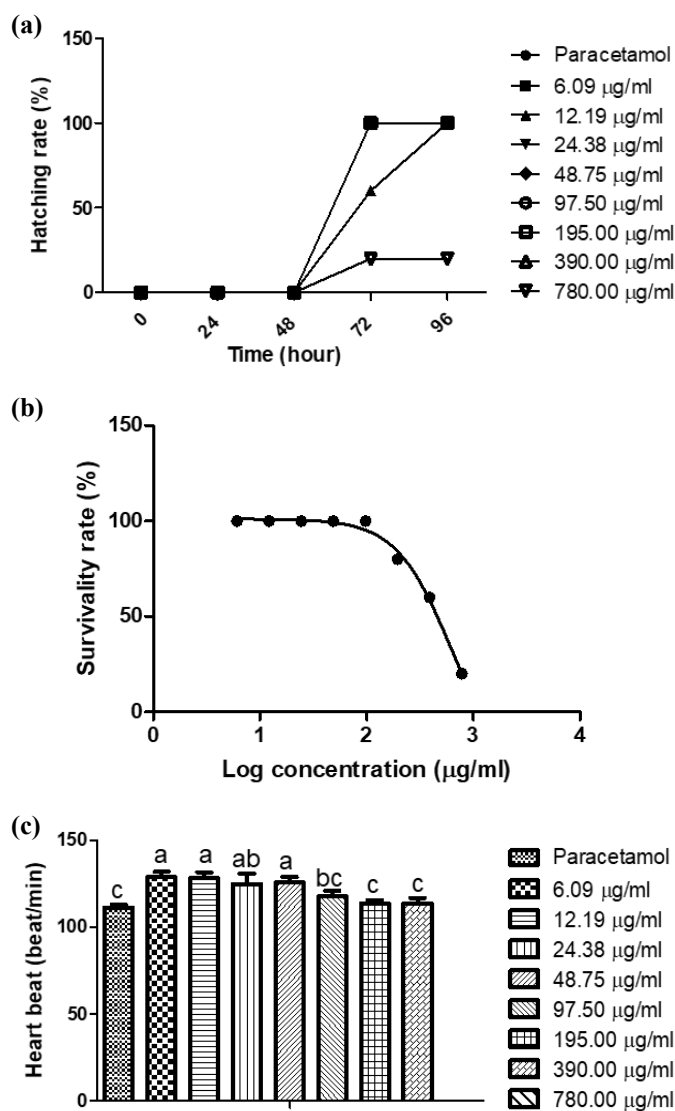 (a)
150
100
50
0
Hatching rate (%)
0 24 48 72 96
Time (hour)
Paracetamol
6.09 µg/ml
12.19 µg/ml
24.38 µg/ml
48.75 µg/ml
97.50 µg/ml
195.00 µg/ml
390.00 µg/ml
780.00 µg/ml
(b)
150
100
50
0
Survivality rate (%)
0 1 2 3 4
Log concentration (µg/ml)
(c)
150
100
50
0
Heart beat (beat/min)
c a a ab a bc c c
Paracetamol
6.09 µg/ml
12.19 µg/ml
24.38 µg/ml
48.75 µg/ml
97.50 µg/ml
195.00 µg/ml
390.00 µg/ml
780.00 µg/ml